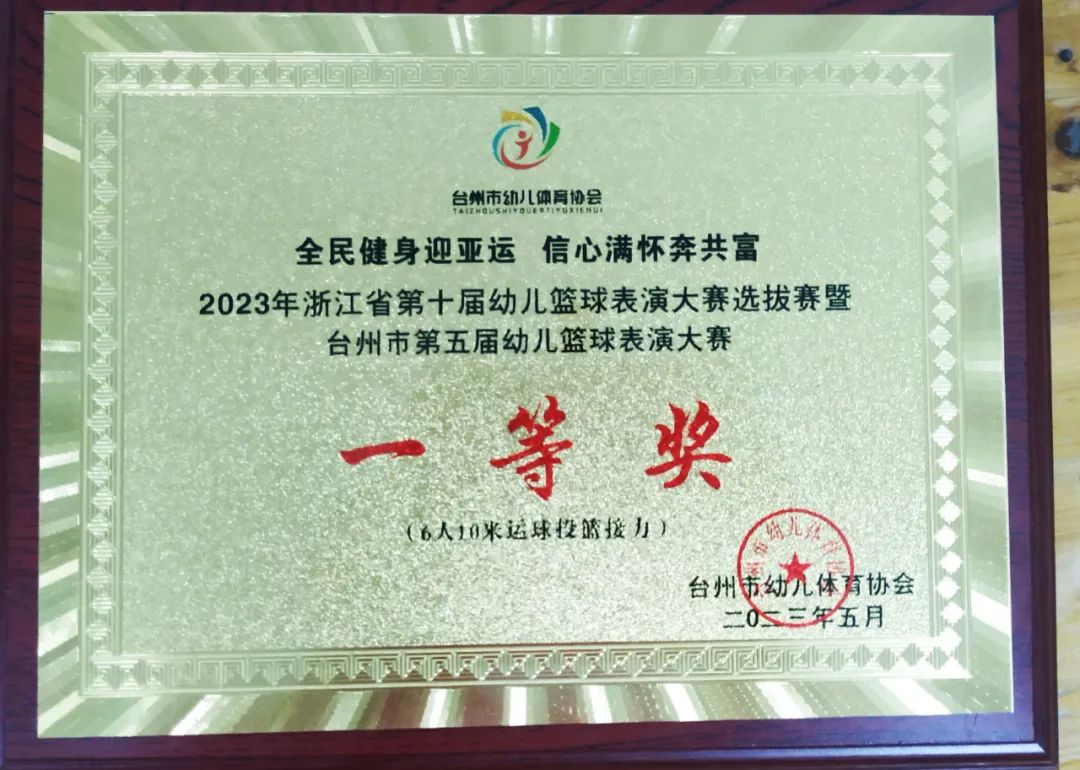 台州市幼儿体育协会
TAIZHOUSHIYOUERTIYUXIEHUI
全民健身迎亚运 信心满怀奔共富
2023年浙江省第十届幼儿篮球表演大赛选拔赛暨
台州市第五届幼儿篮球表演大赛
一等奖
（6人10米运球投篮接力）
台州市幼儿体育协会
二0二三年五月